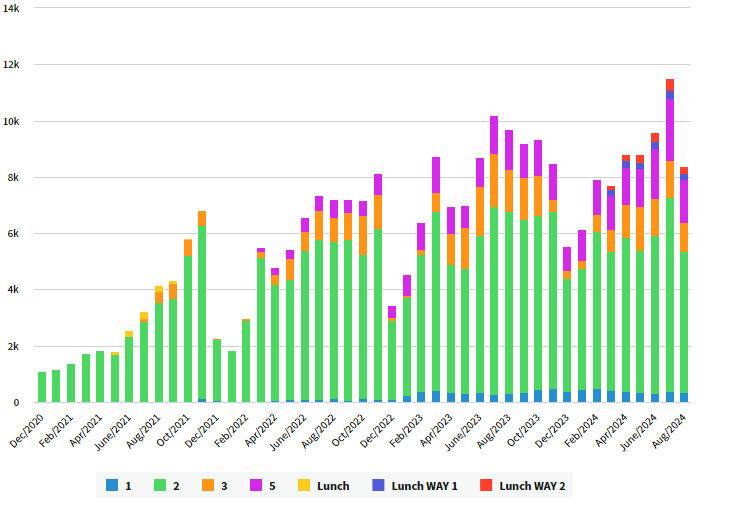 14k
12k
10k
8k
6k
4k
2k
0
Dec/2020
Feb/2021
Apr/2021
June/2021
Aug/2021
Oct/2021
Dec/2021
Feb/2022
Apr/2022
June/2022
Aug/2022
Oct/2022
Dec/2022
Feb/2023
Apr/2023
June/2023
Aug/2023
Oct/2023
Dec/2023
Feb/2024
Apr/2024
June/2024
Aug/2024
1 2 3 5 Lunch Lunch WAY 1 Lunch WAY 2